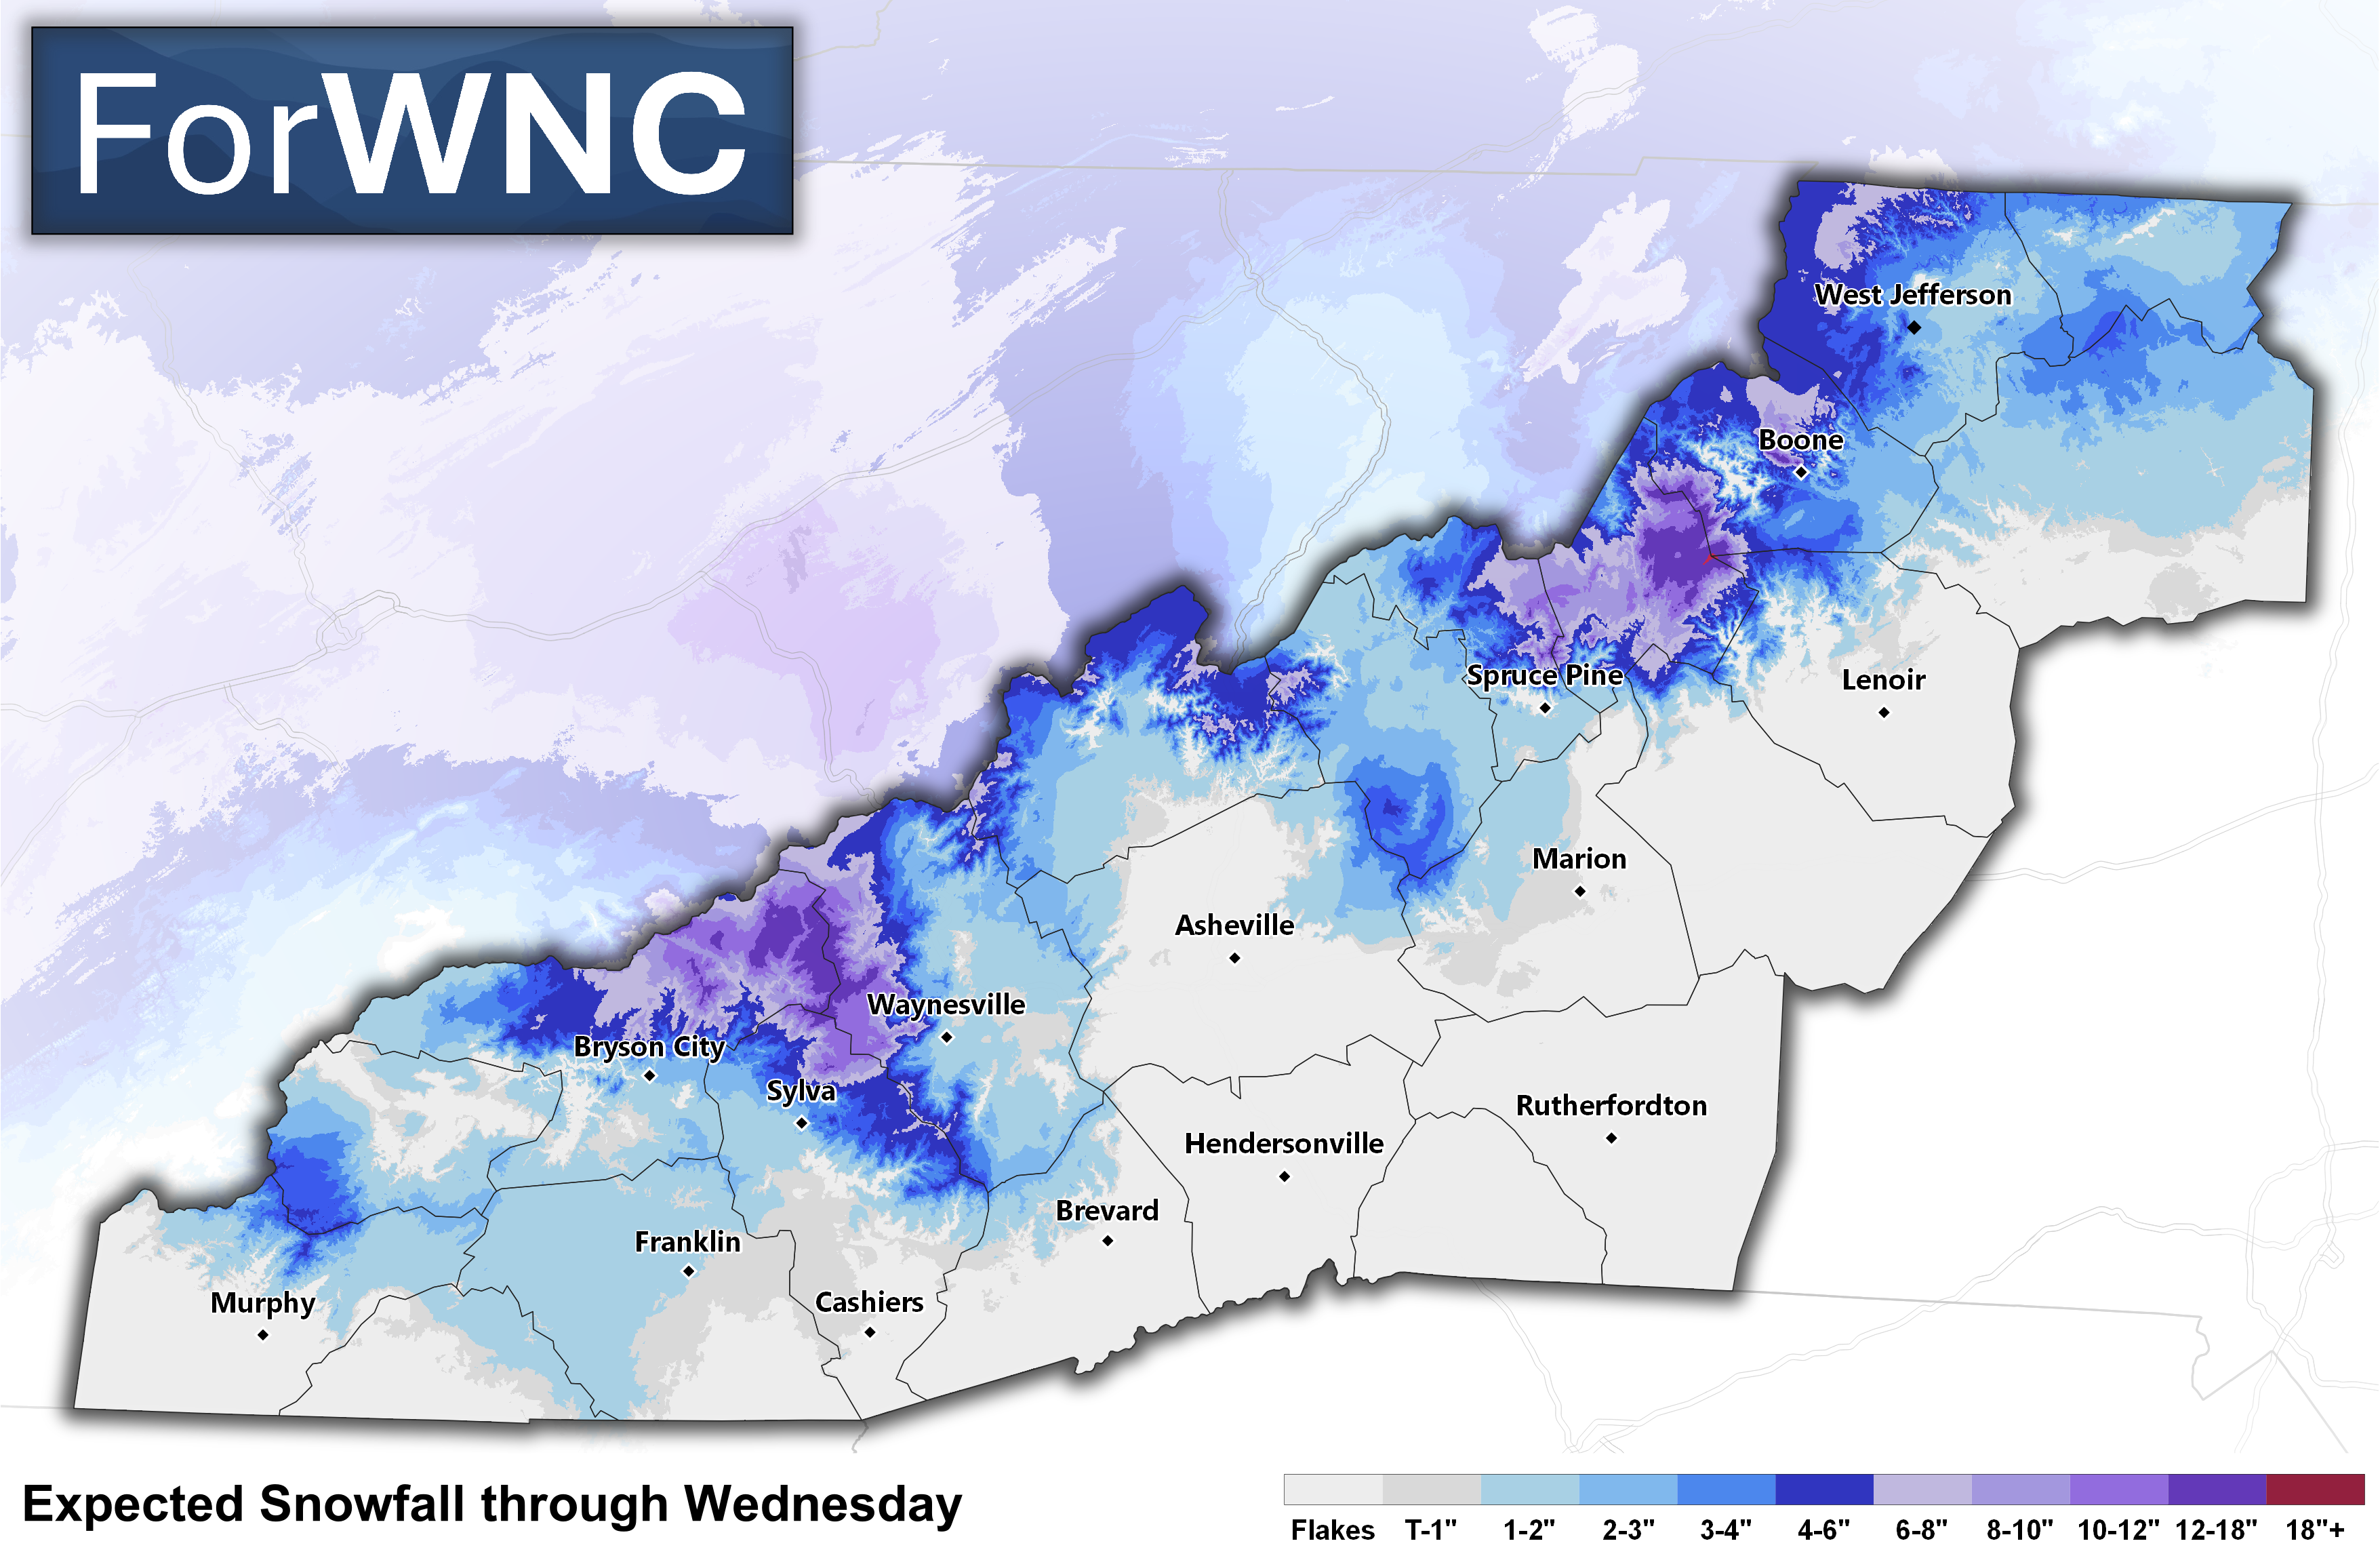 ForWNC
West Jefferson
Boone
Spruce Pine
Lenoir
Marion
Asheville
Waynesville
Bryson City
Sylva
Rutherfordton
Hendersonville
Brevard
Franklin
Murphy
Cashiers
Expected Snowfall through Wednesday
Flakes T-1" 1-2" 2-3" 3-4" 4-6" 6-8" 8-10" 10-12" 12-18" 18"+